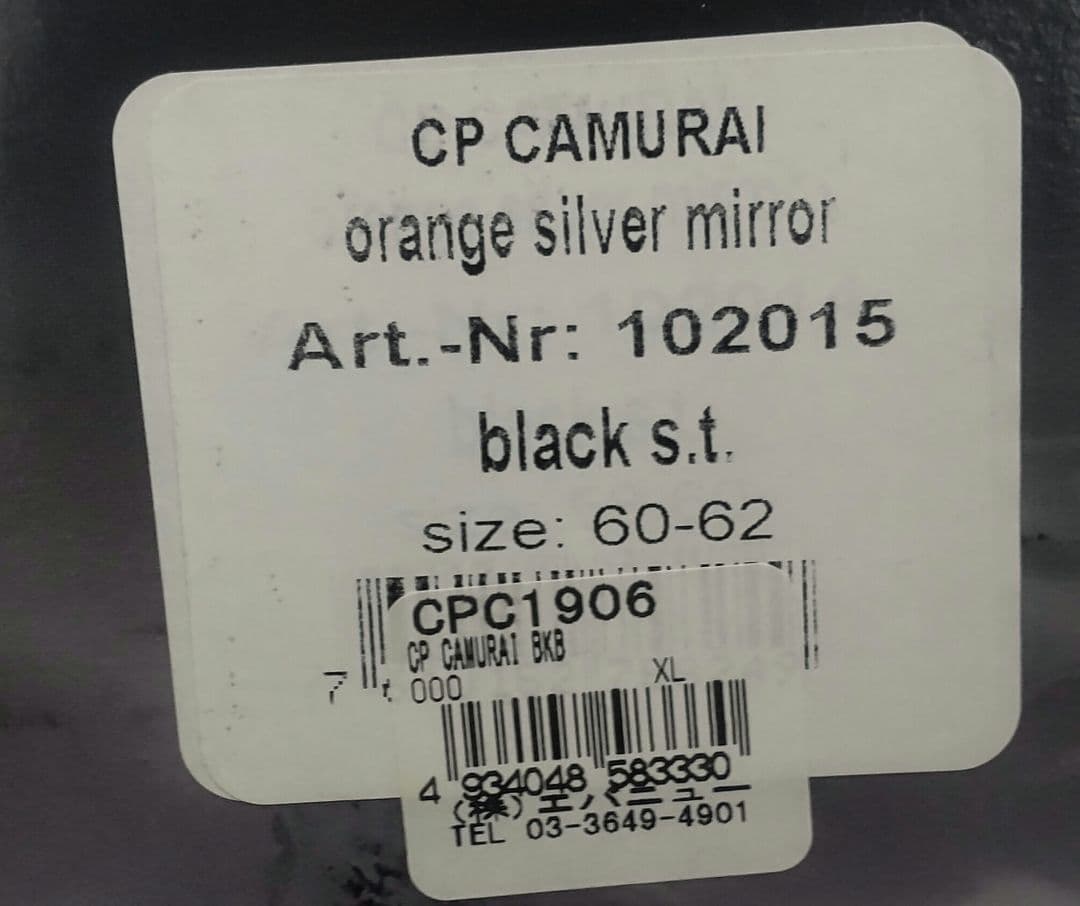 CP CAMURAI
orange silver mirror
Art.-Nr: 102015
black s.t.
size: 60-62
CPC1906
CP CAMURAI BKB
XL
7
000
4 934048 583330
(株)エバニュー
TEL 03-3649-4901